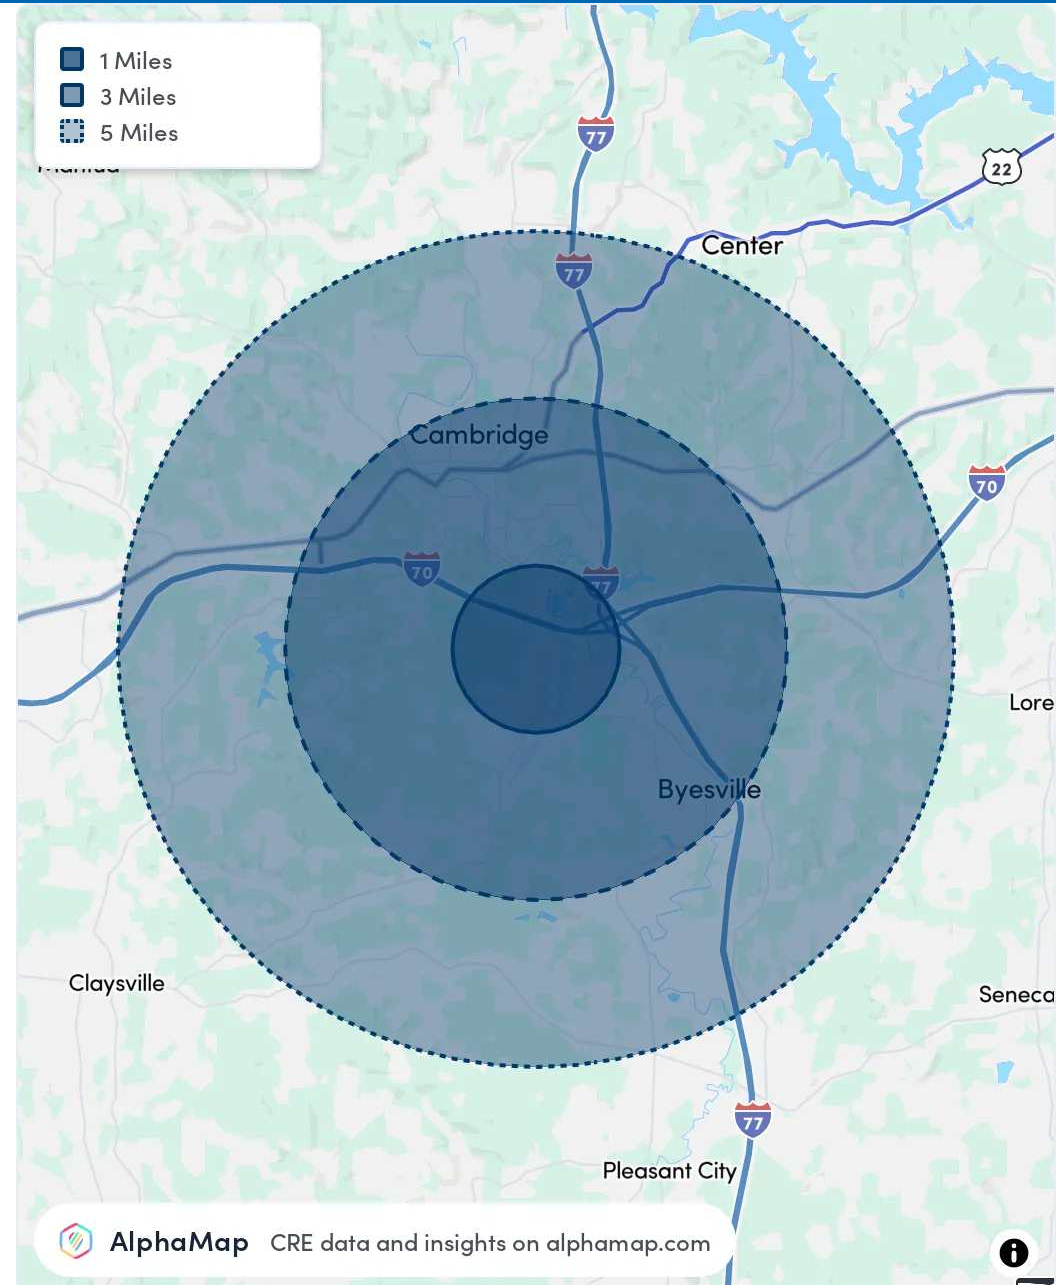 1 Miles
3 Miles
5 Miles
77
22
Center
77
Cambridge
70
70
77
Lore
Byesville
Claysville
Seneca
77
Pleasant City
AlphaMap CRE data and insights on alphamap.com